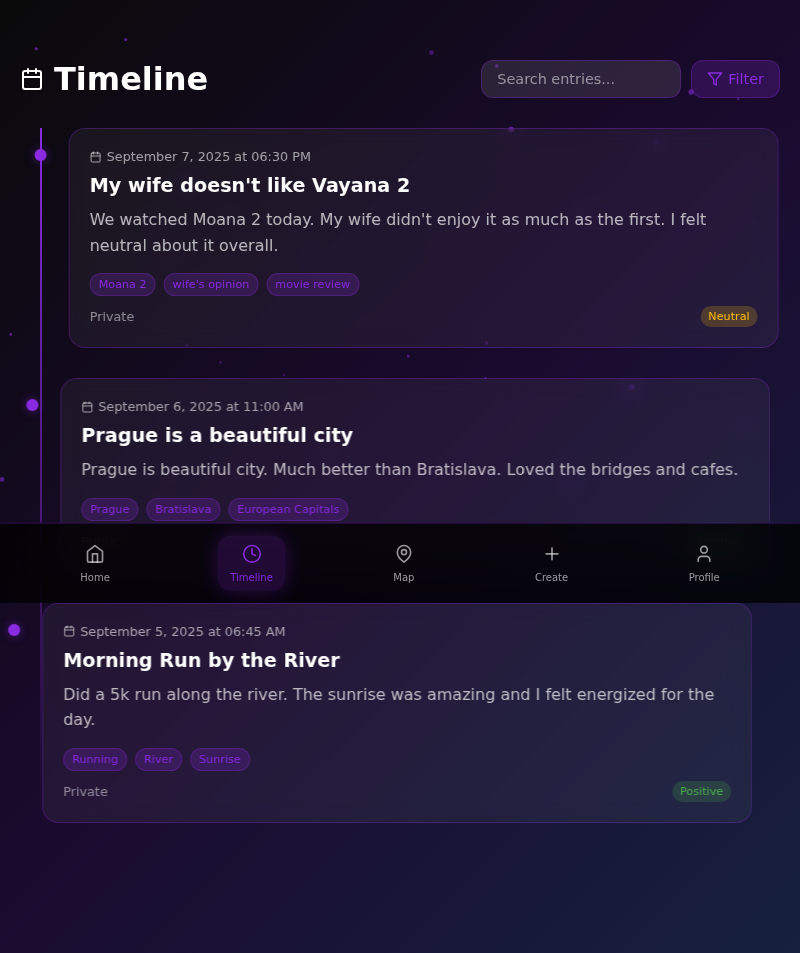 Timeline
Search entries...
Filter
September 7, 2025 at 06:30 PM
My wife doesn't like Vayana 2
We watched Moana 2 today. My wife didn't enjoy it as much as the first. I felt
neutral about it overall.
Moana 2
wife's opinion
movie review
Private
Neutral
September 6, 2025 at 11:00 AM
Prague is a beautiful city
Prague is beautiful city. Much better than Bratislava. Loved the bridges and cafes.
Prague
Bratislava
European Capitals
Home
Timeline
Map
Create
Profile
September 5, 2025 at 06:45 AM
Morning Run by the River
Did a 5k run along the river. The sunrise was amazing and I felt energized for the
day.
Running
River
Sunrise
Private
Positive